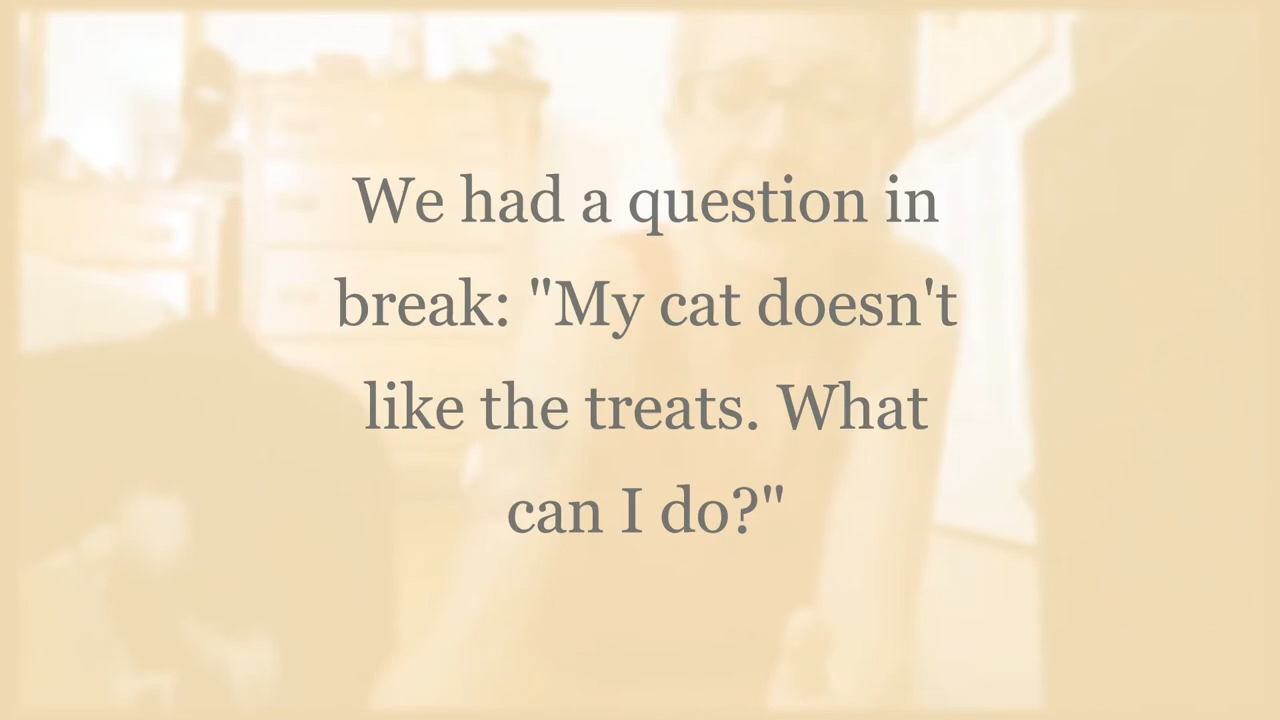 We had a question in
break: "My cat doesn't
like the treats. What
can I do?"